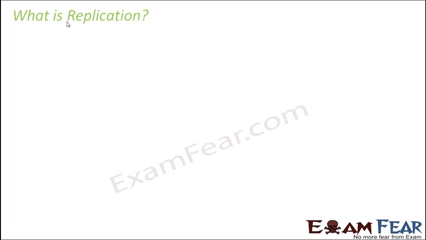 What is Replication?
ExamFear.com
EXAM FEAR
No more fear from Exam